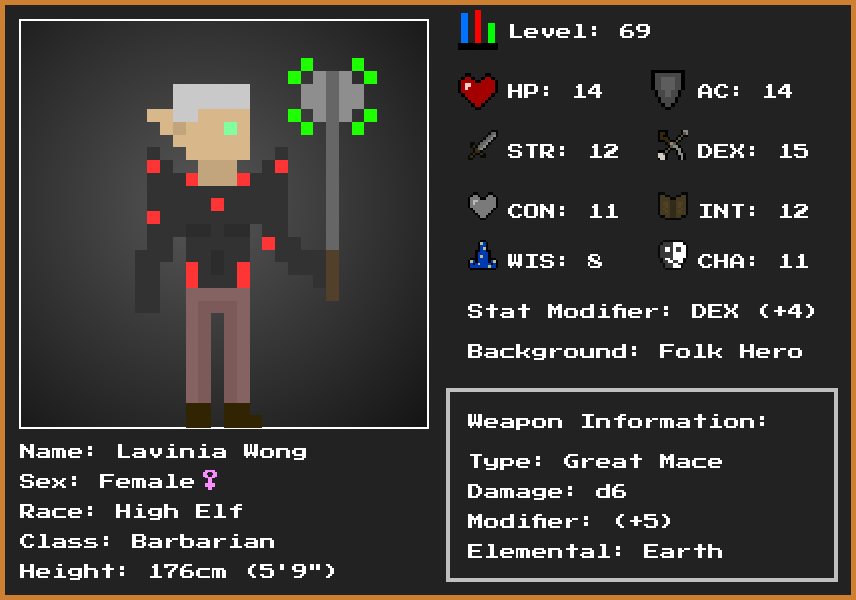 Level: 69
HP: 14 AC: 14
STR: 12 DEX: 15
CON: 11 INT: 12
WIS: 8 CHA: 11
Stat Modifier: DEX (+4)
Background: Folk Hero
Weapon Information:
Type: Great Mace
Damage: d6
Modifier: (+5)
Elemental: Earth
Name: Lavinia Wong
Sex: Female♀
Race: High Elf
Class: Barbarian
Height: 176cm (5'9")